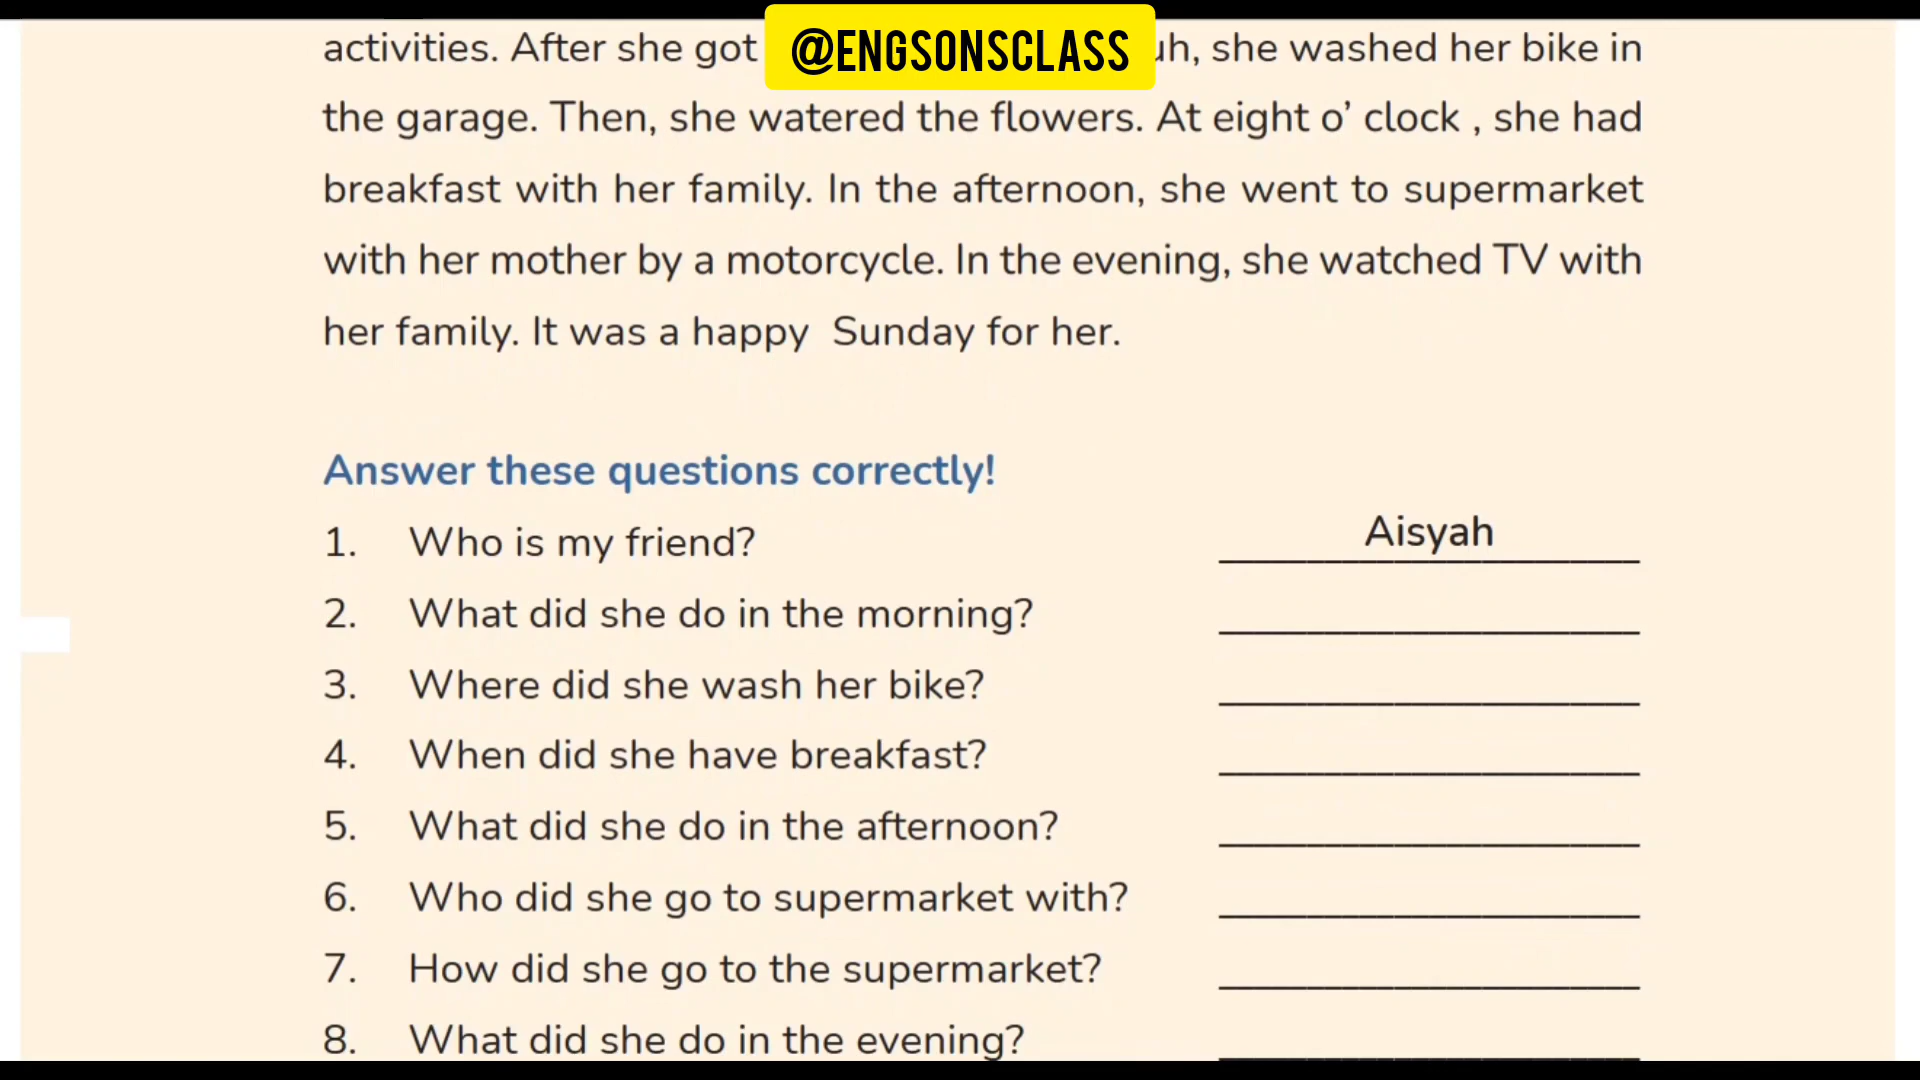 @ENGSONSCLASS
activities. After she got uh, she washed her bike in
the garage. Then, she watered the flowers. At eight o’ clock , she had
breakfast with her family. In the afternoon, she went to supermarket
with her mother by a motorcycle. In the evening, she watched TV with
her family. It was a happy Sunday for her.
Answer these questions correctly!
1. Who is my friend? Aisyah
2. What did she do in the morning?
3. Where did she wash her bike?
4. When did she have breakfast?
5. What did she do in the afternoon?
6. Who did she go to supermarket with?
7. How did she go to the supermarket?
8. What did she do in the evening?